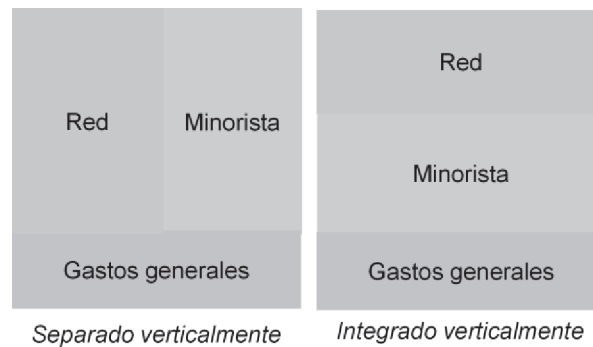 Red
Minorista
Gastos generales
Separado verticalmente
Red
Minorista
Gastos generales
Integrado verticalmente